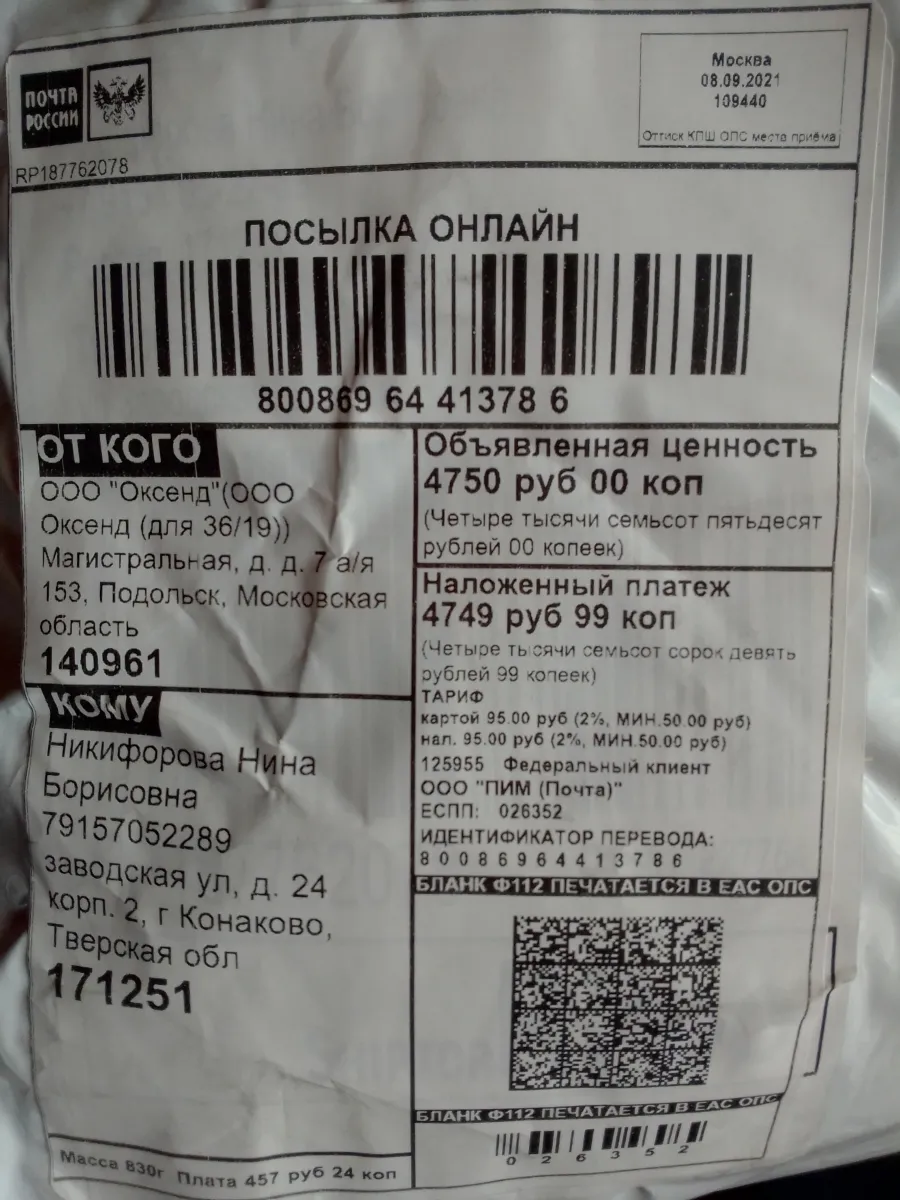 ПОЧТА
РОССИИ
Москва
08.09.2021
109440
Оттиск КПШ ОПС места приёма
RP187762078
ПОСЫЛКА ОНЛАЙН
800869 64 41378 6
ОТ КОГО
ООО "Оксенд"(ООО
Оксенд (для 36/19))
Магистральная, д. д. 7 а/я
153, Подольск, Московская
область
140961
КОМУ
Никифорова Нина
Борисовна
79157052289
заводская ул, д. 24
корп. 2, г Конаково,
Тверская обл
171251
Масса 830г Плата 457 руб 24 коп
Объявленная ценность
4750 руб 00 коп
(Четыре тысячи семьсот пятьдесят
рублей 00 копеек)
Наложенный платеж
4749 руб 99 коп
(Четыре тысячи семьсот сорок девять
рублей 99 копеек)
ТАРИФ
картой 95.00 руб (2%, МИН.50.00 руб)
нал. 95.00 руб (2%, МИН.50.00 руб)
125955 Федеральный клиент
ООО "ПИМ (Почта)"
ЕСПП: 026352
ИДЕНТИФИКАТОР ПЕРЕВОДА:
8 0 0 8 6 9 6 4 4 1 3 7 8 6
БЛАНК Ф112 ПЕЧАТАЕТСЯ В ЕАС ОПС
БЛАНК Ф112 ПЕЧАТАЕТСЯ В ЕАС ОПС
0 2 6 3 5 2